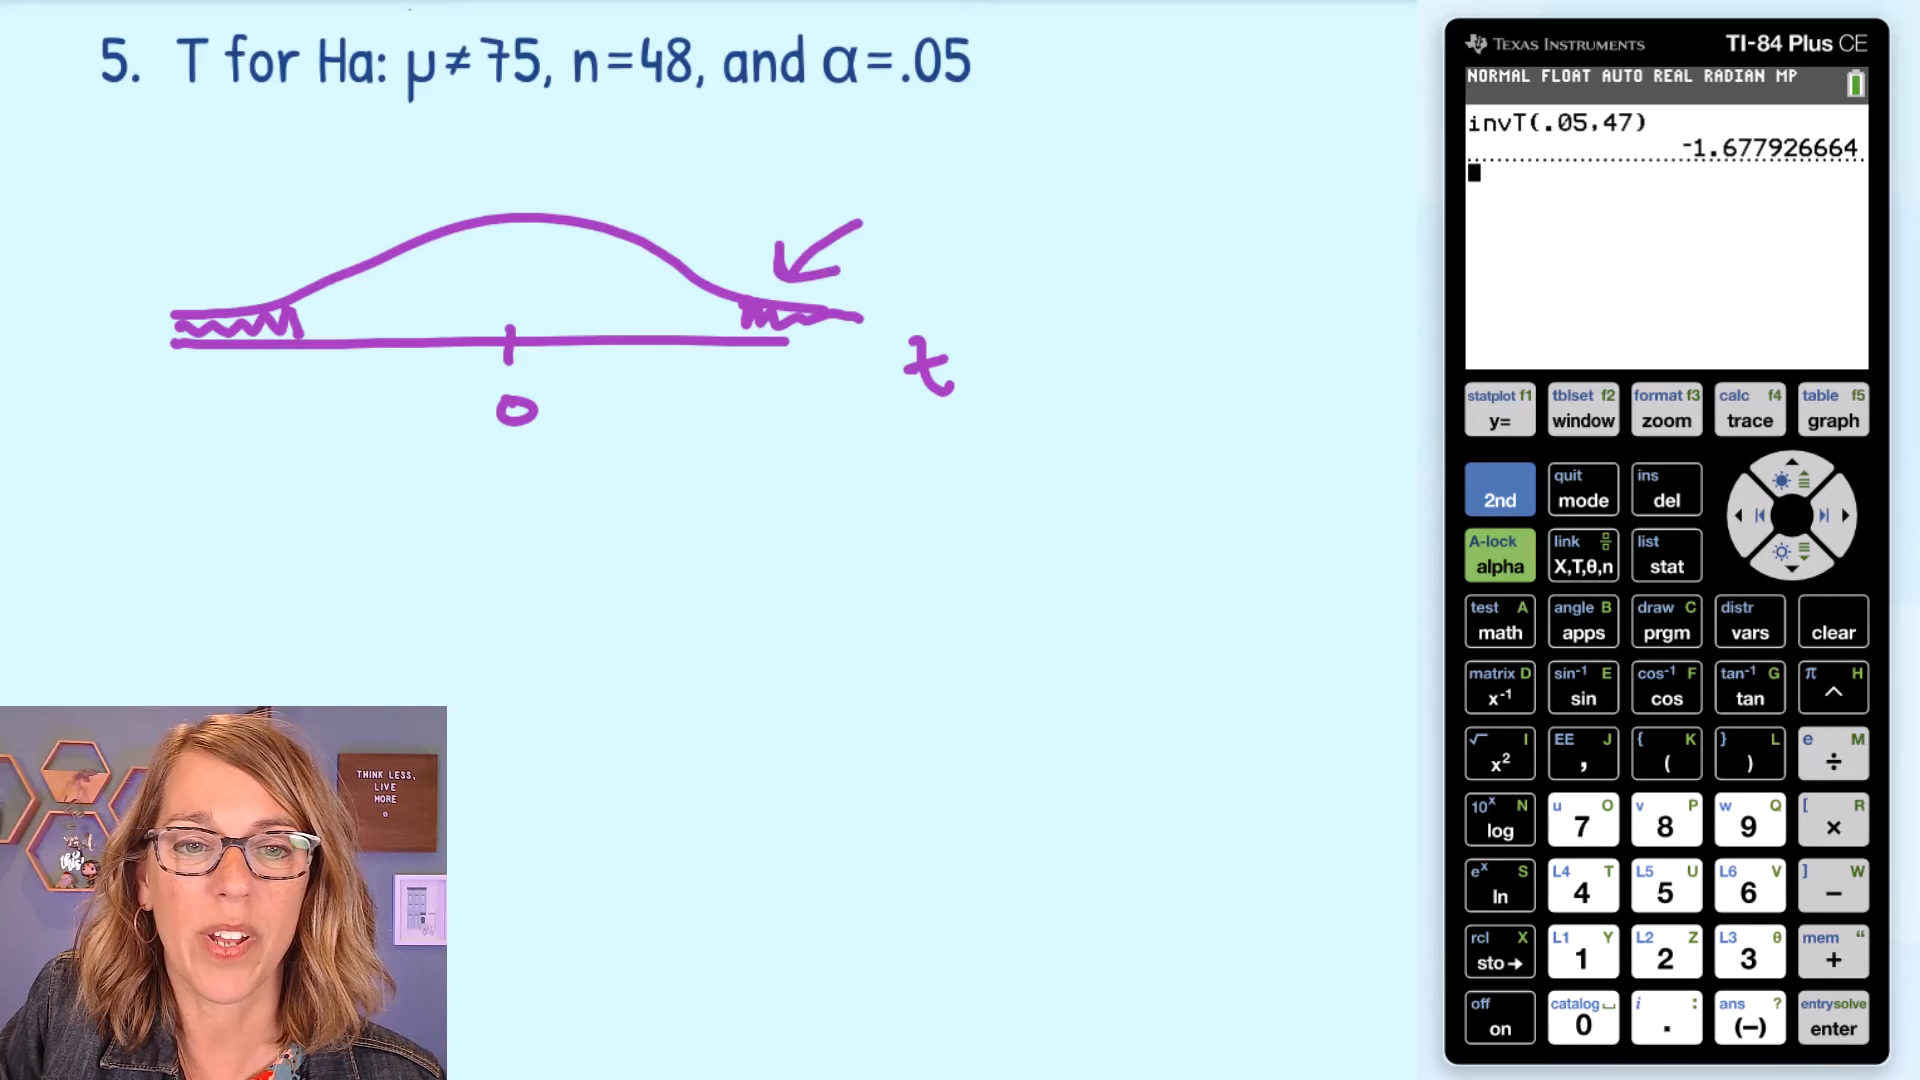 5. T for Ha: μ≠75, n=48, and α=.05
t
0
THINK LESS,
LIVE
MORE
TEXAS INSTRUMENTS TI-84 Plus CE
NORMAL FLOAT AUTO REAL RADIAN MP
invT(.05,47)
-1.677926664
statplot f1 tblset f2 format f3 calc f4 table f5
y= window zoom trace graph
quit ins
2nd mode del
A-lock link list
alpha X,T,θ,n stat
test A angle B draw C distr
math apps prgm vars clear
matrix D sin-1 E cos-1 F tan-1 G π H
x-1 sin cos tan ^
√ I EE J { K } L e M
x2 , ( ) ÷
10x N u O v P w Q [ R
log 7 8 9 ×
ex S L4 T L5 U L6 V ] W
ln 4 5 6 −
rcl X L1 Y L2 Z L3 θ mem “
sto→ 1 2 3 +
off catalog i : ans ? entry solve
on 0 . (−) enter